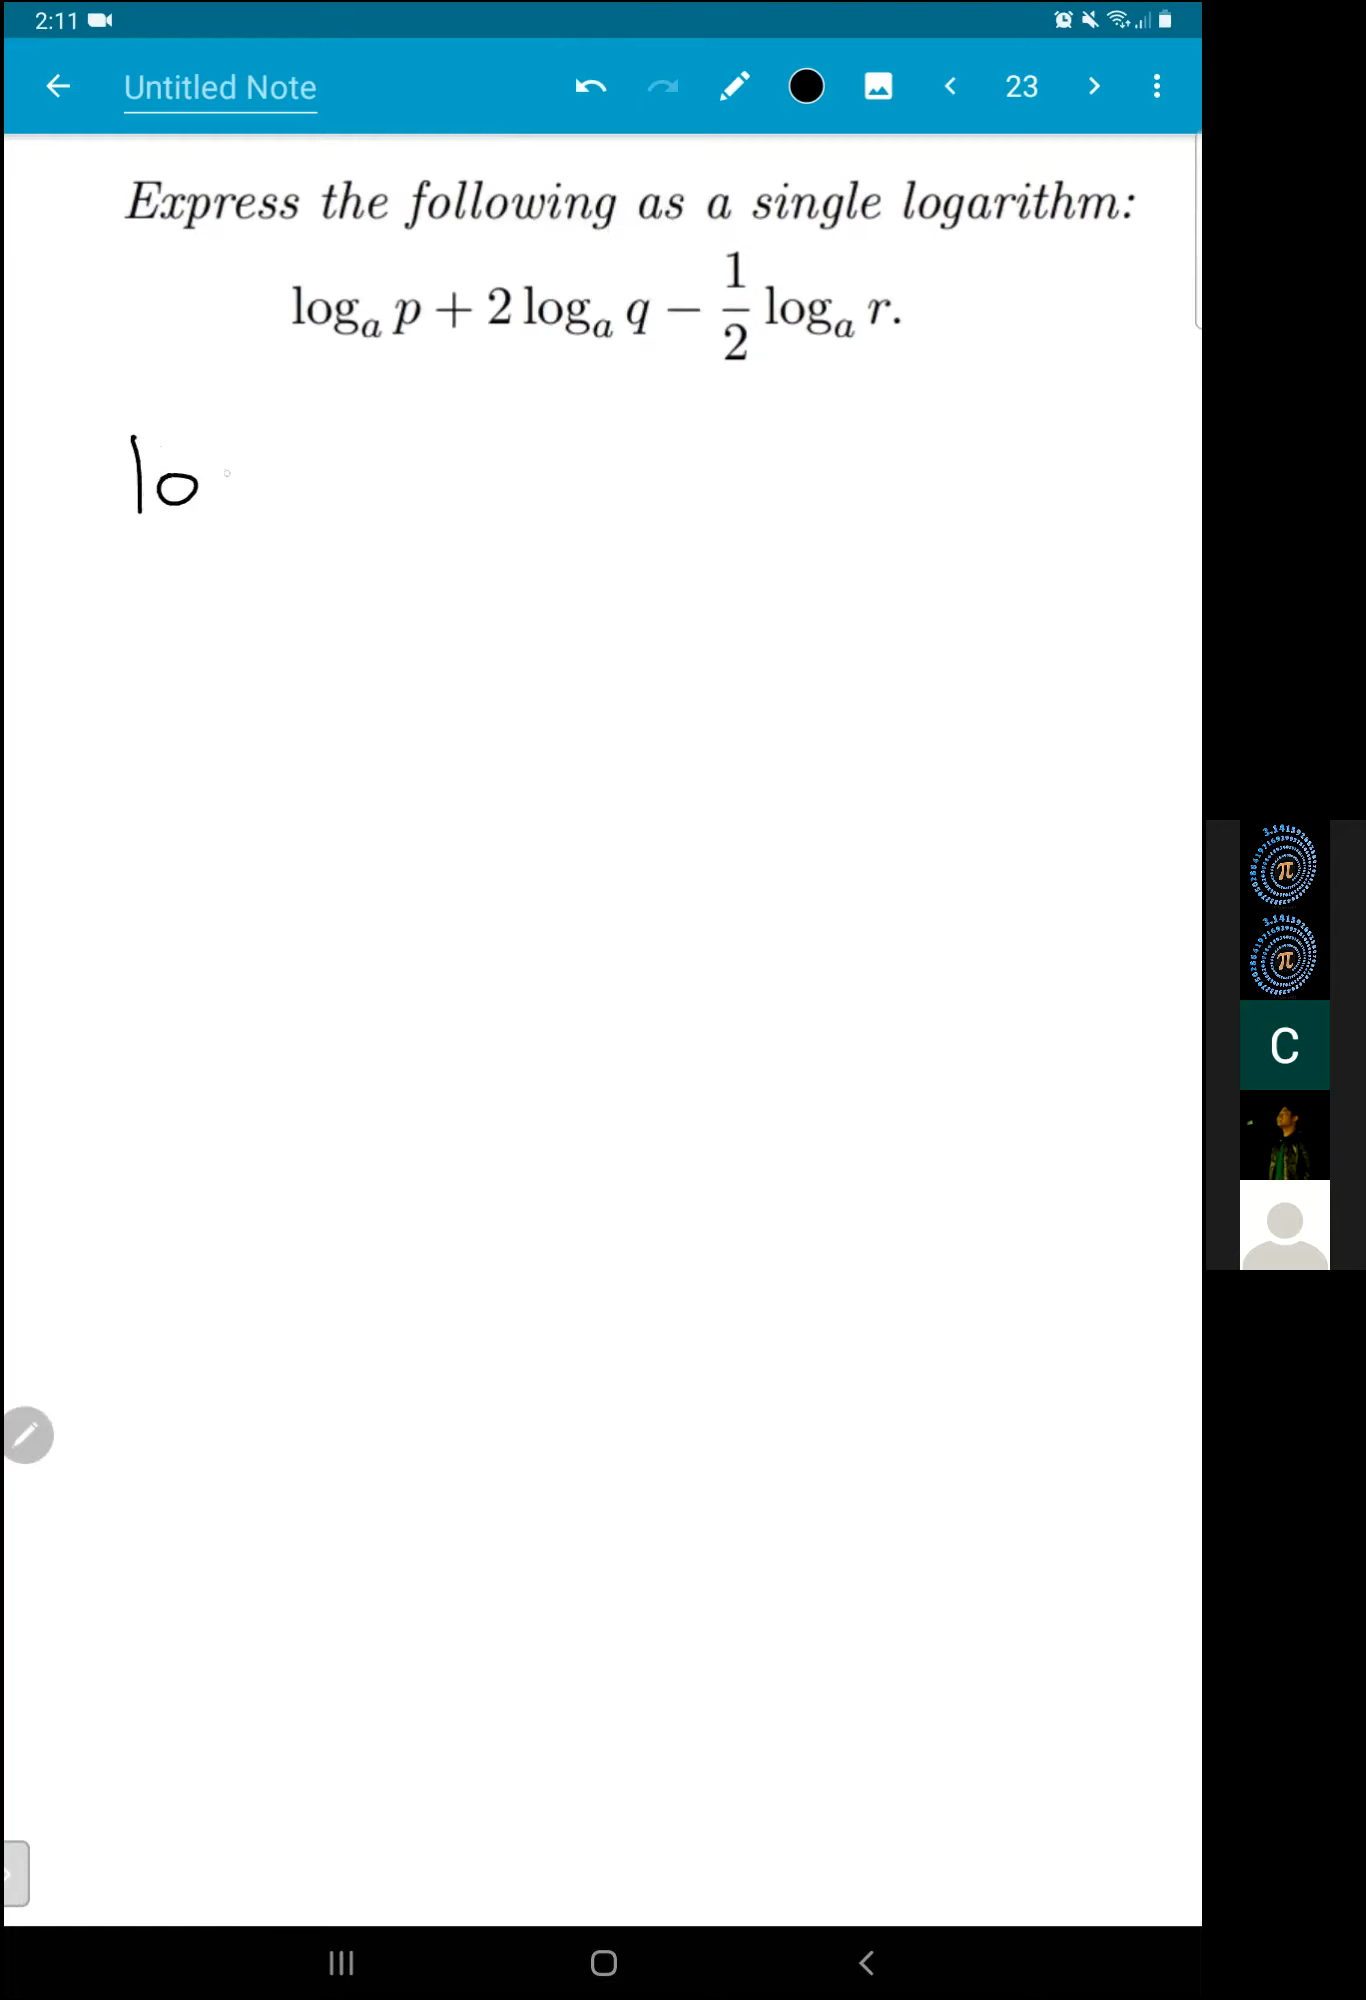 2:11
Untitled Note
23
Express the following as a single logarithm:
logₐ p + 2 logₐ q − 1/2 logₐ r.
lo
C